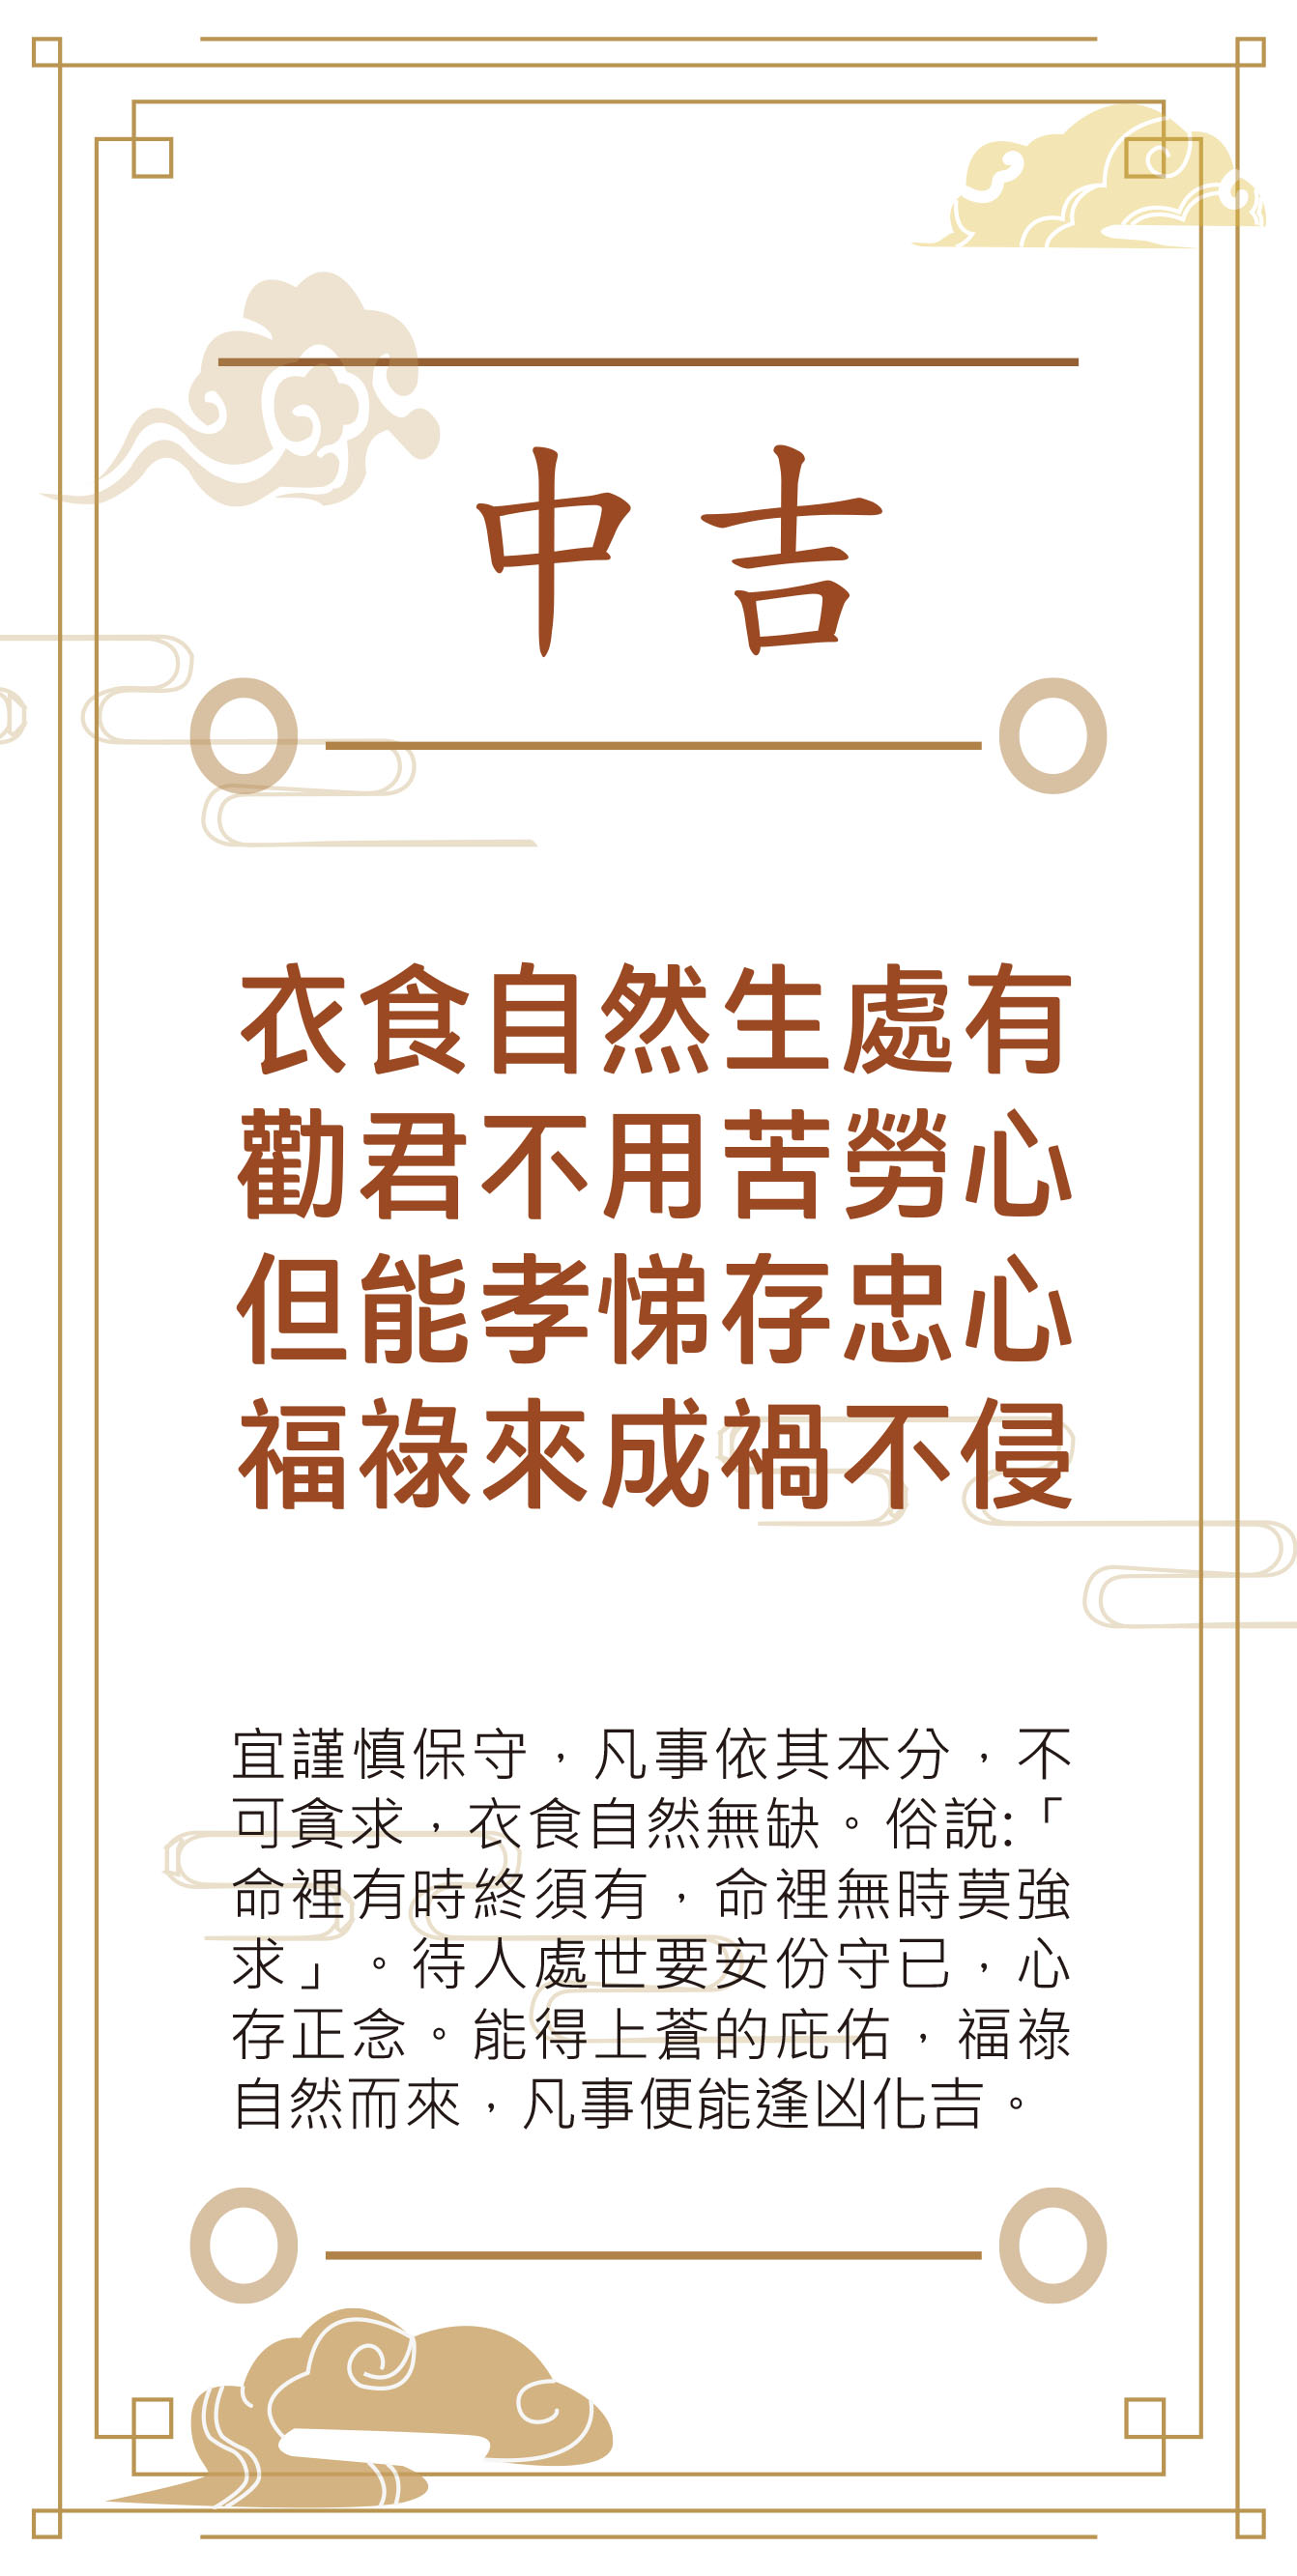 中吉
衣食自然生處有
勸君不用苦勞心
但能孝悌存忠心
福祿來成禍不侵
宜謹慎保守，凡事依其本分，不
可貪求，衣食自然無缺。俗說:「
命裡有時終須有，命裡無時莫強
求」。待人處世要安份守已，心
存正念。能得上蒼的庇佑，福祿
自然而來，凡事便能逢凶化吉。